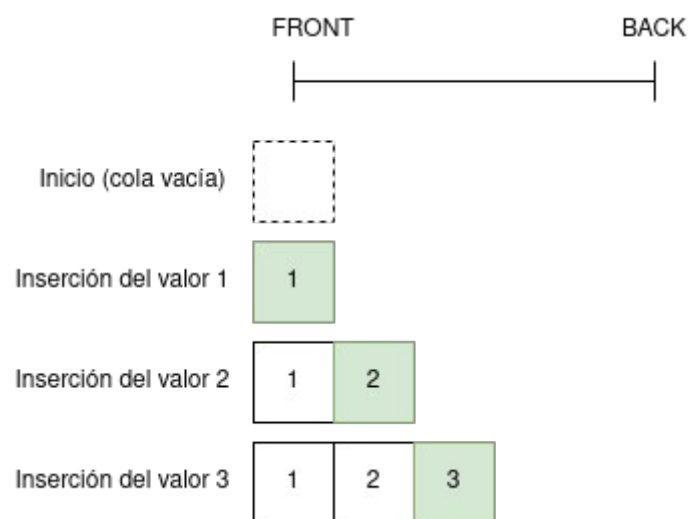 FRONT BACK
Inicio (cola vacía)
Inserción del valor 1 1
Inserción del valor 2 1 2
Inserción del valor 3 1 2 3